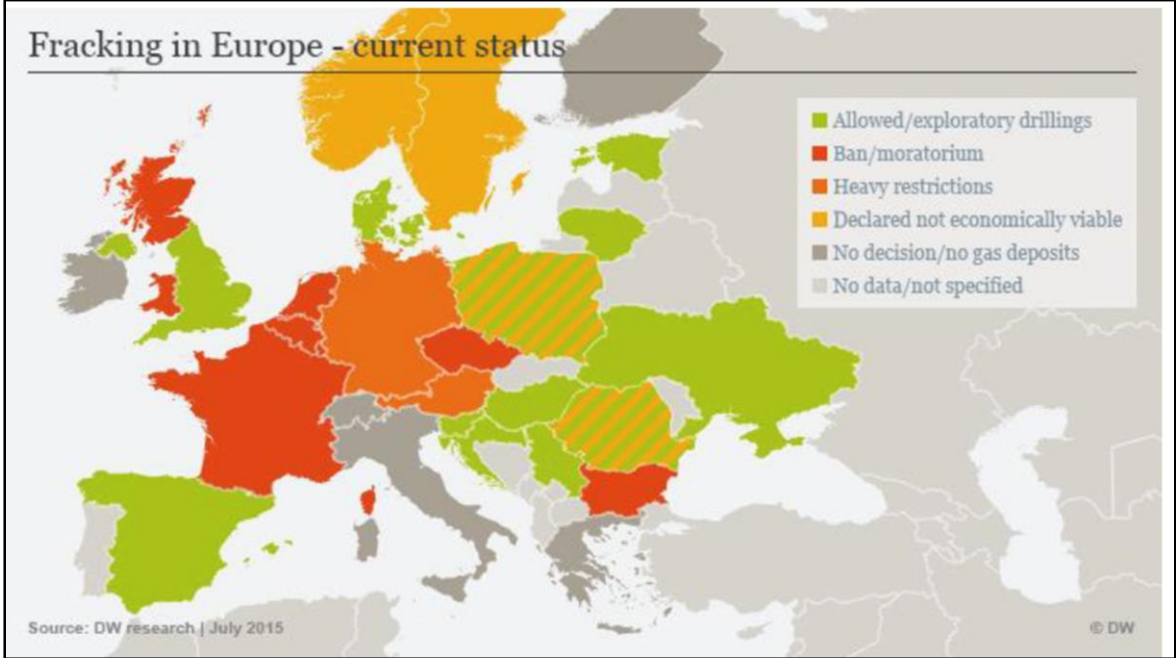 Fracking in Europe - current status
Allowed/exploratory drillings
Ban/moratorium
Heavy restrictions
Declared not economically viable
No decision/no gas deposits
No data/not specified
Source: DW research | July 2015
© DW